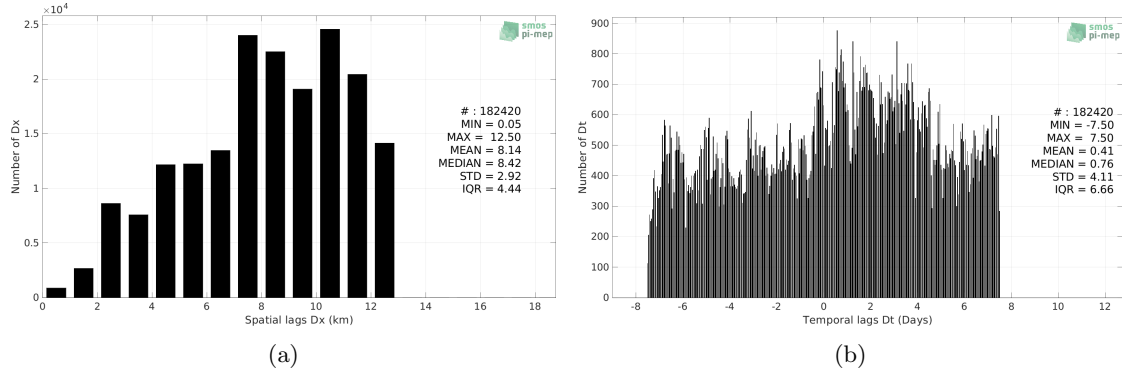 ×10⁴
2.5
2
1.5
1
0.5
0
0 2 4 6 8 10 12 14 16 18
Number of Dx
Spatial lags Dx (km)
smos
pi-mep
# : 182420
MIN = 0.05
MAX = 12.50
MEAN = 8.14
MEDIAN = 8.42
STD = 2.92
IQR = 4.44
(a)
900
800
700
600
500
400
300
200
100
0
-8 -6 -4 -2 0 2 4 6 8 10 12
Number of Dt
Temporal lags Dt (Days)
smos
pi-mep
# : 182420
MIN = -7.50
MAX = 7.50
MEAN = 0.41
MEDIAN = 0.76
STD = 4.11
IQR = 6.66
(b)